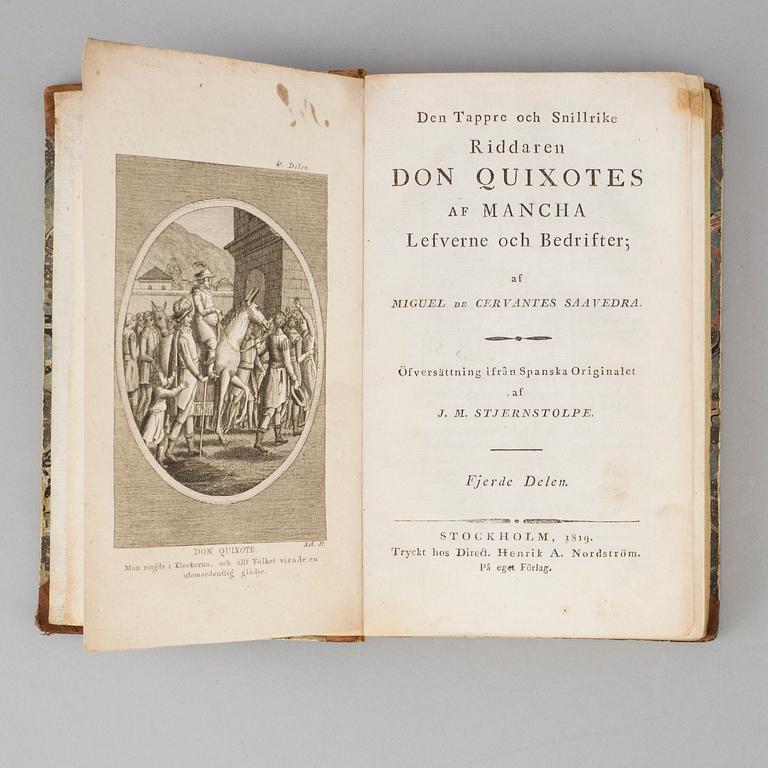 4e. Delen
DON QUIXOTE.
Man ringde i Klockorna, och allt Folket visade en
utomordentlig glädje.
Den Tappre och Snillrike
Riddaren
DON QUIXOTES
AF MANCHA
Lefverne och Bedrifter;
af
MIGUEL DE CERVANTES SAAVEDRA.
Öfversättning ifrån Spanska Originalet
af
J. M. STJERNSTOLPE.
Fjerde Delen.
STOCKHOLM, 1819.
Tryckt hos Direct. Henrik A. Nordström.
På eget Förlag.